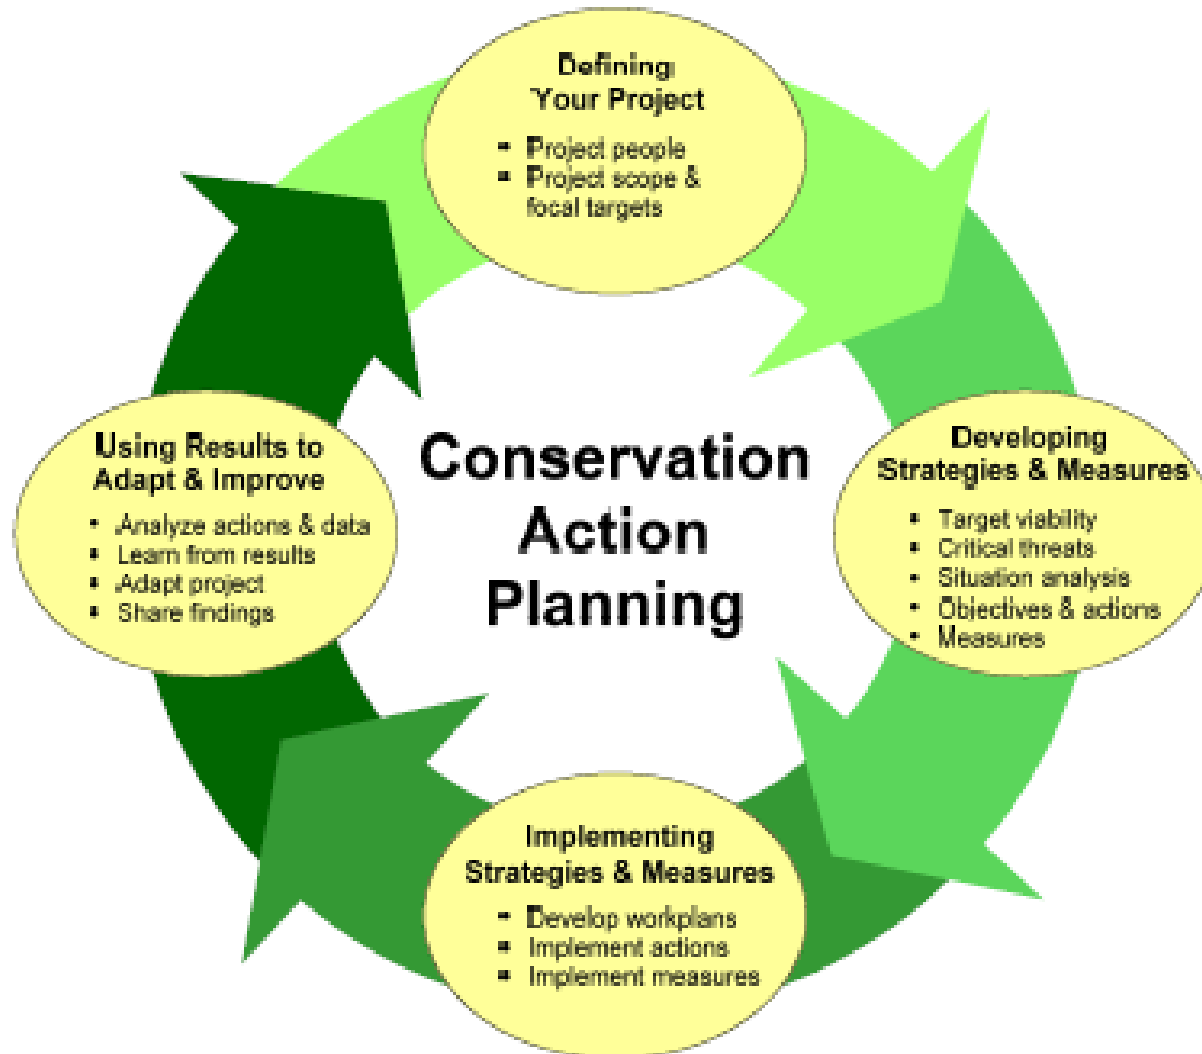 Defining
Your Project
▪ Project people
▪ Project scope &
focal targets
Developing
Strategies & Measures
• Target viability
• Critical threats
• Situation analysis
• Objectives & actions
• Measures
Implementing
Strategies & Measures
▪ Develop workplans
▪ Implement actions
▪ Implement measures
Using Results to
Adapt & Improve
• Analyze actions & data
• Learn from results
• Adapt project
• Share findings
Conservation
Action
Planning